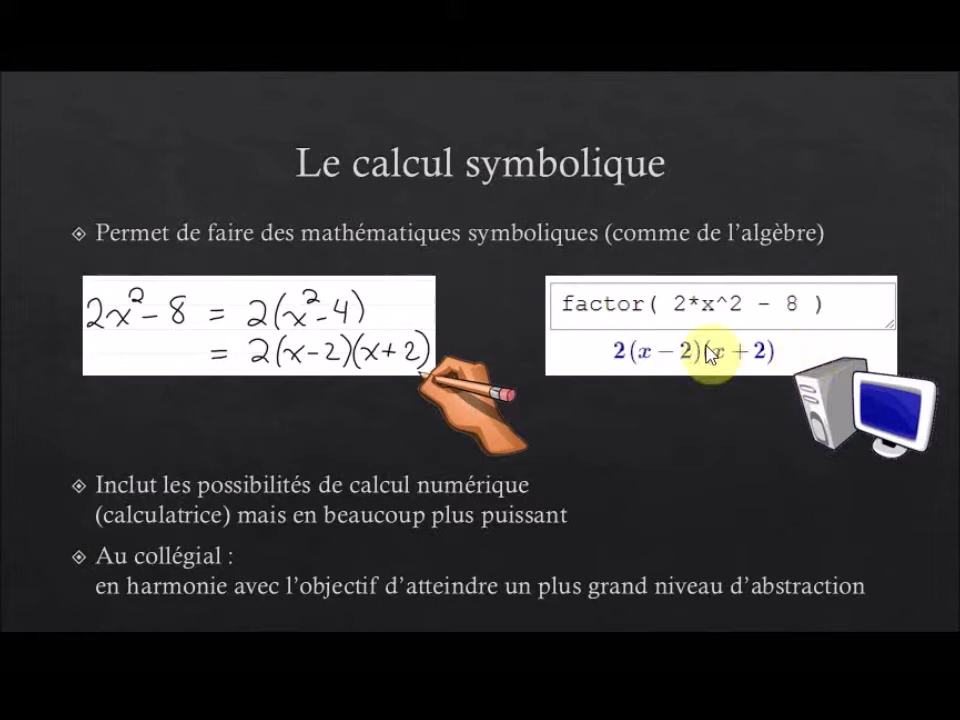 Le calcul symbolique
Permet de faire des mathématiques symboliques (comme de l'algèbre)
2x² - 8 = 2(x² - 4)
= 2(x - 2)(x + 2)
factor( 2*x^2 - 8 )
2(x − 2)(x + 2)
Inclut les possibilités de calcul numérique
(calculatrice) mais en beaucoup plus puissant
Au collégial :
en harmonie avec l'objectif d'atteindre un plus grand niveau d'abstraction